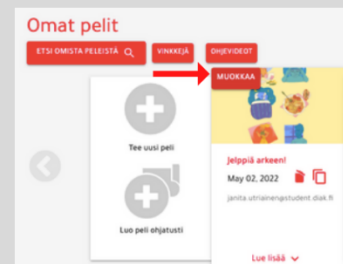 Omat pelit
ETSI OMISTA PELEISTÄ
VINKKEJÄ
OHJEVIDEOT
MUOKKAA
Tee uusi peli
Luo peli ohjatusti
Jelppiä arkeen!
May 02, 2022
janita.utriainen@student.diak.fi
Lue lisää